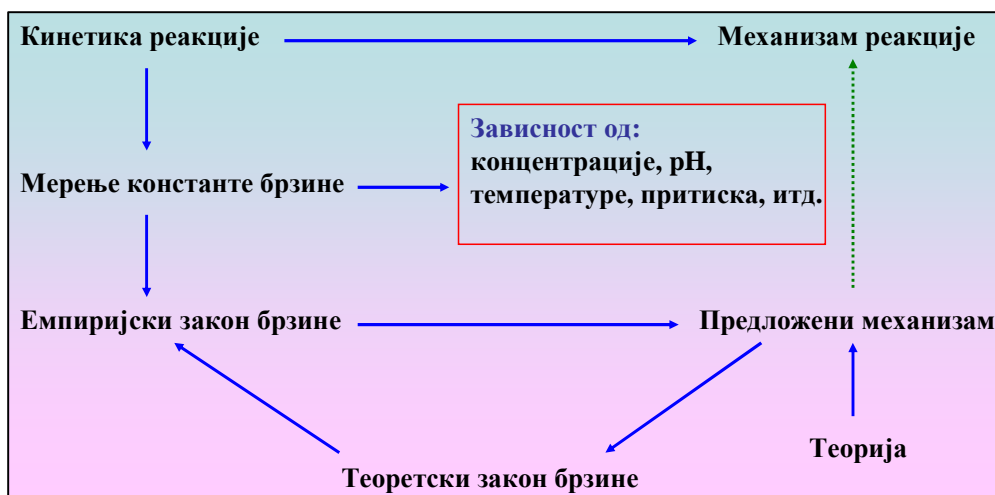 Кинетика реакције
Механизам реакције
Зависност од:
концентрације, pH,
температуре, притиска, итд.
Мерење константе брзине
Емпиријски закон брзине
Предложени механизам
Теорија
Теоретски закон брзине